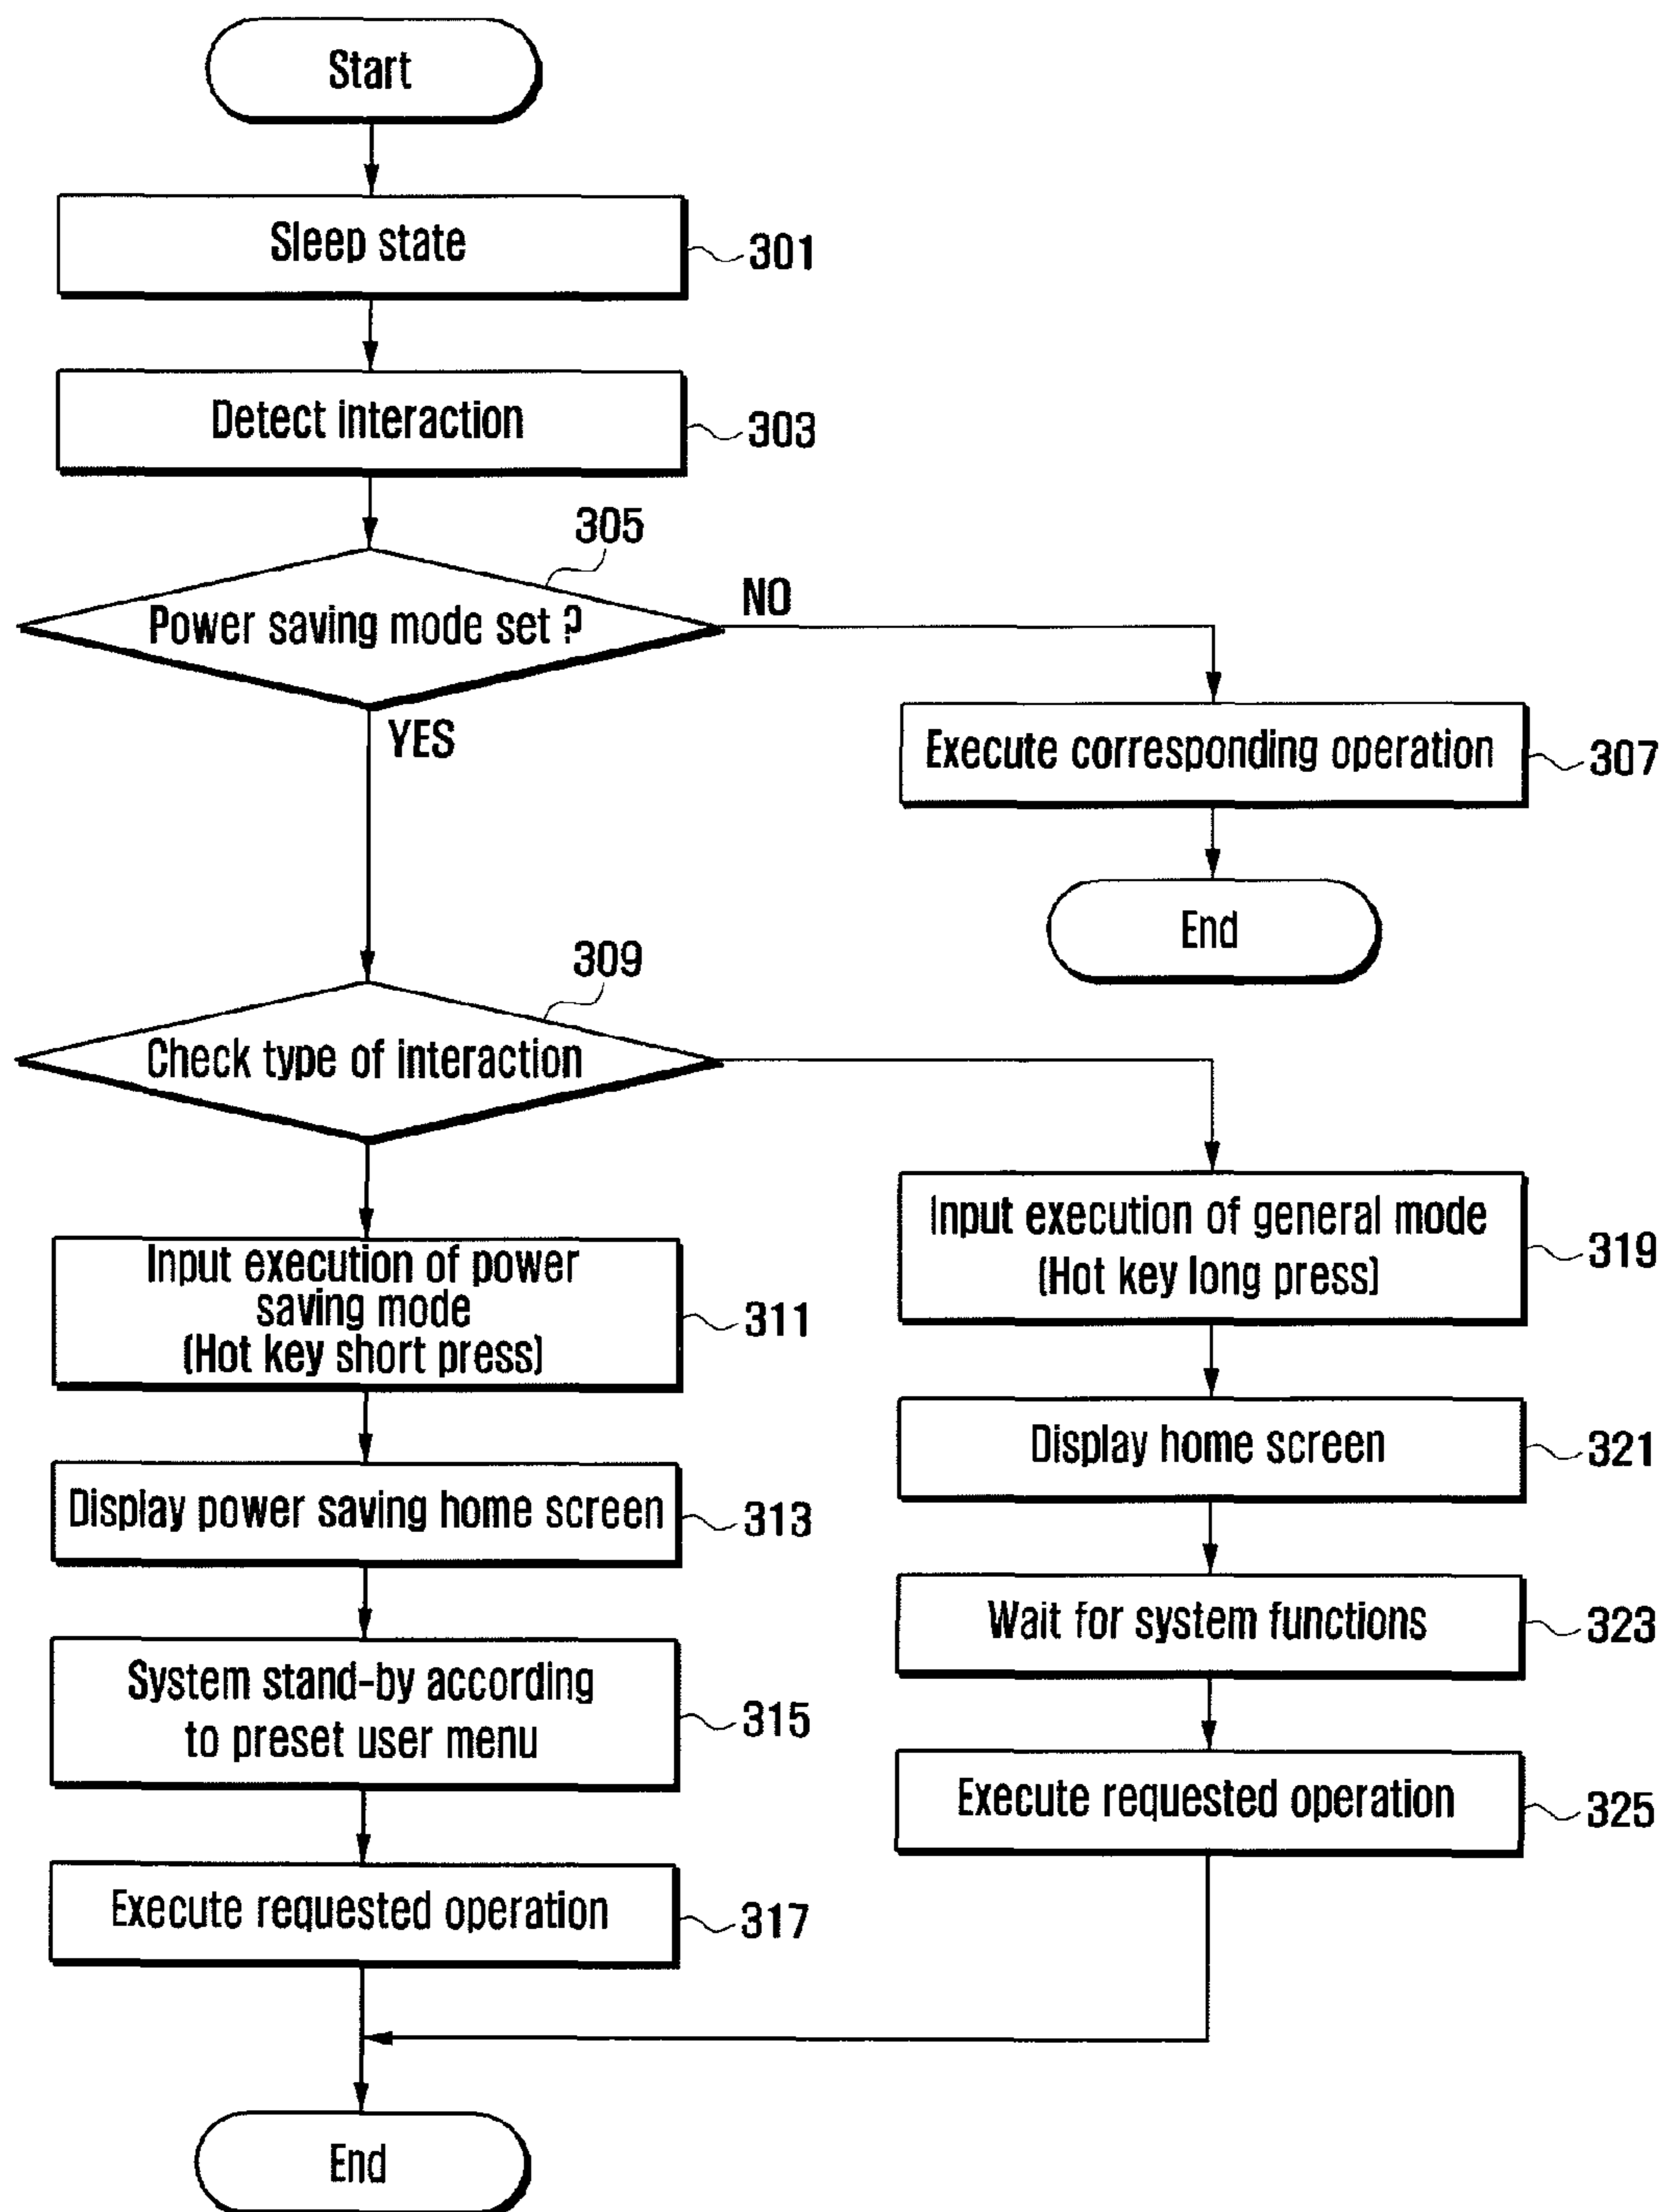 Start
Sleep state
301
Detect interaction
303
305
Power saving mode set ?
NO
YES
Execute corresponding operation
307
End
309
Check type of interaction
Input execution of power
saving mode
(Hot key short press)
311
Input execution of general mode
(Hot key long press)
319
Display power saving home screen
313
Display home screen
321
System stand-by according
to preset user menu
315
Wait for system functions
323
Execute requested operation
317
Execute requested operation
325
End